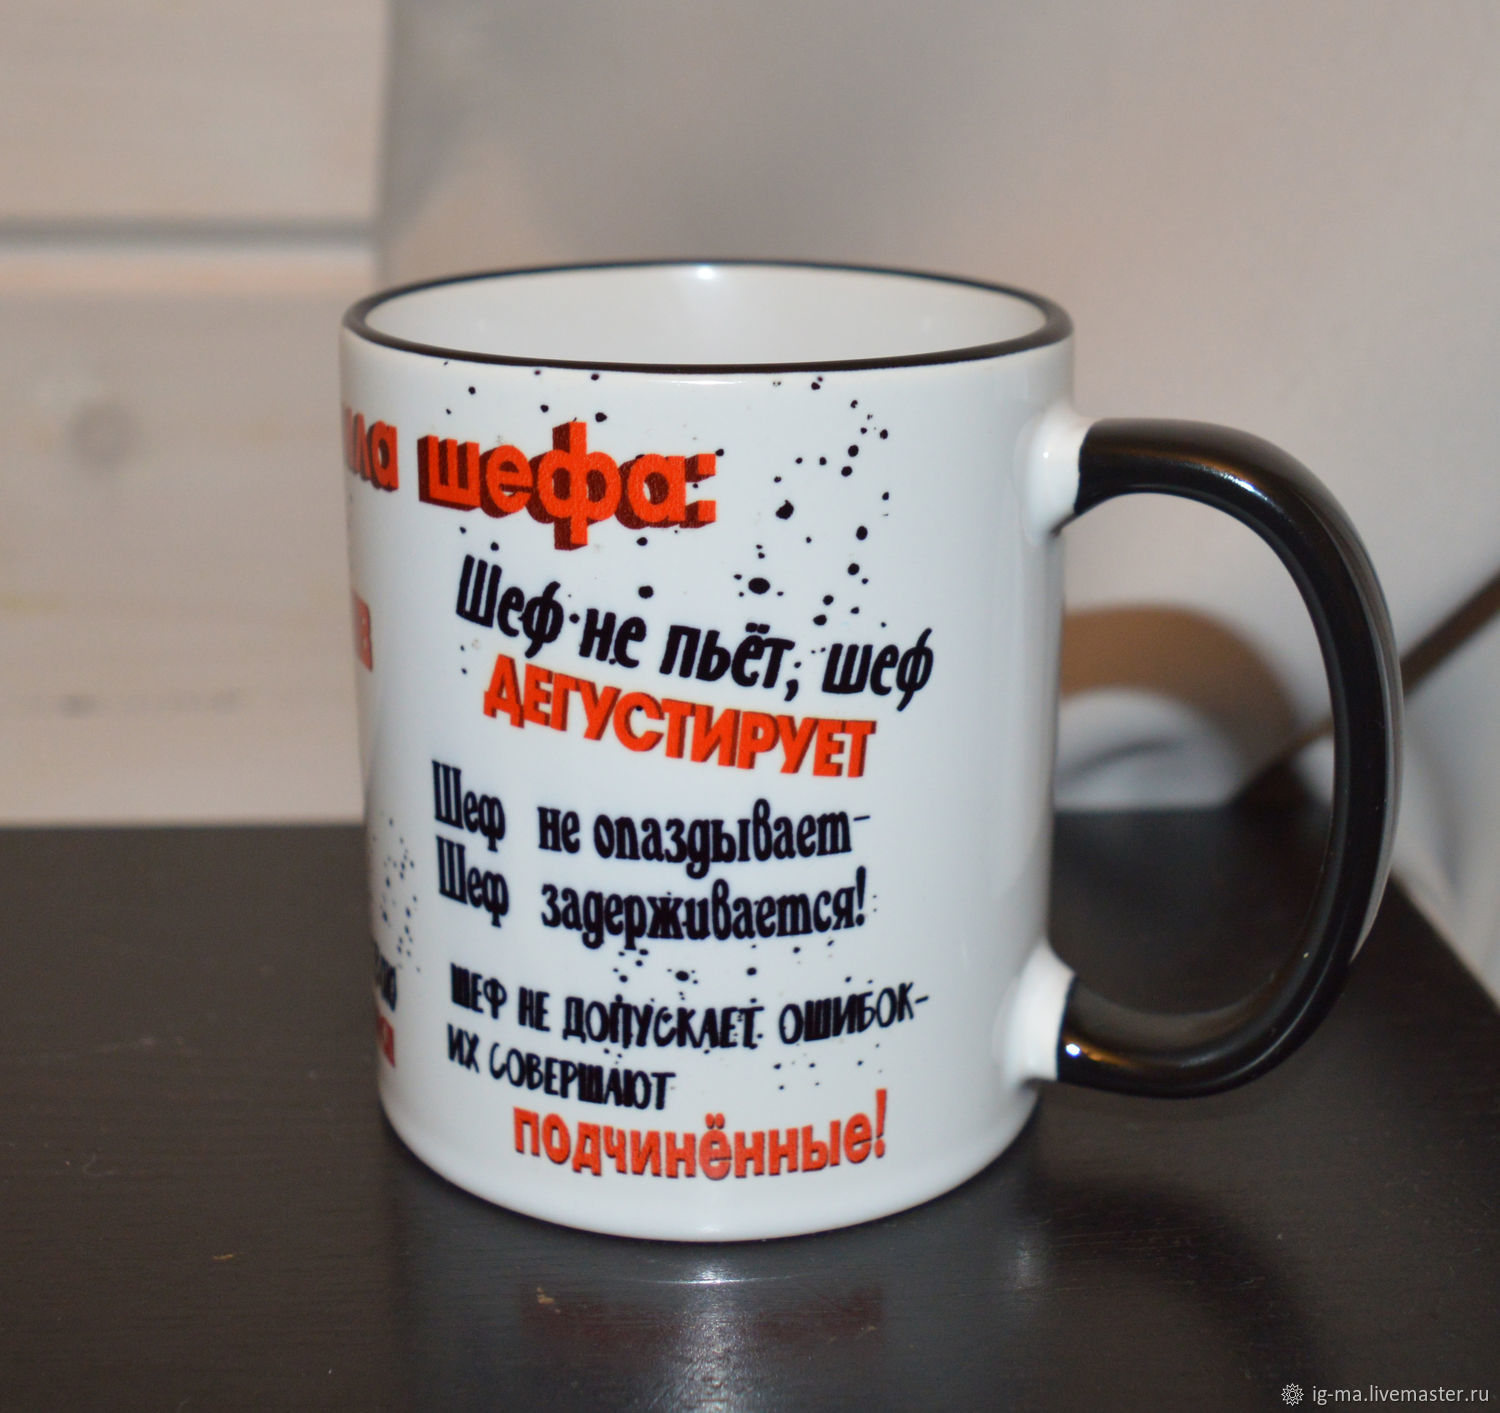 шефа:
Шеф не пьёт, шеф
ДЕГУСТИРУЕТ
Шеф не опаздывает-
Шеф задерживается!
ШЕФ НЕ ДОПУСКАЕТ ОШИБОК-
ИХ СОВЕРШАЮТ
подчинённые!
ig-ma.livemaster.ru